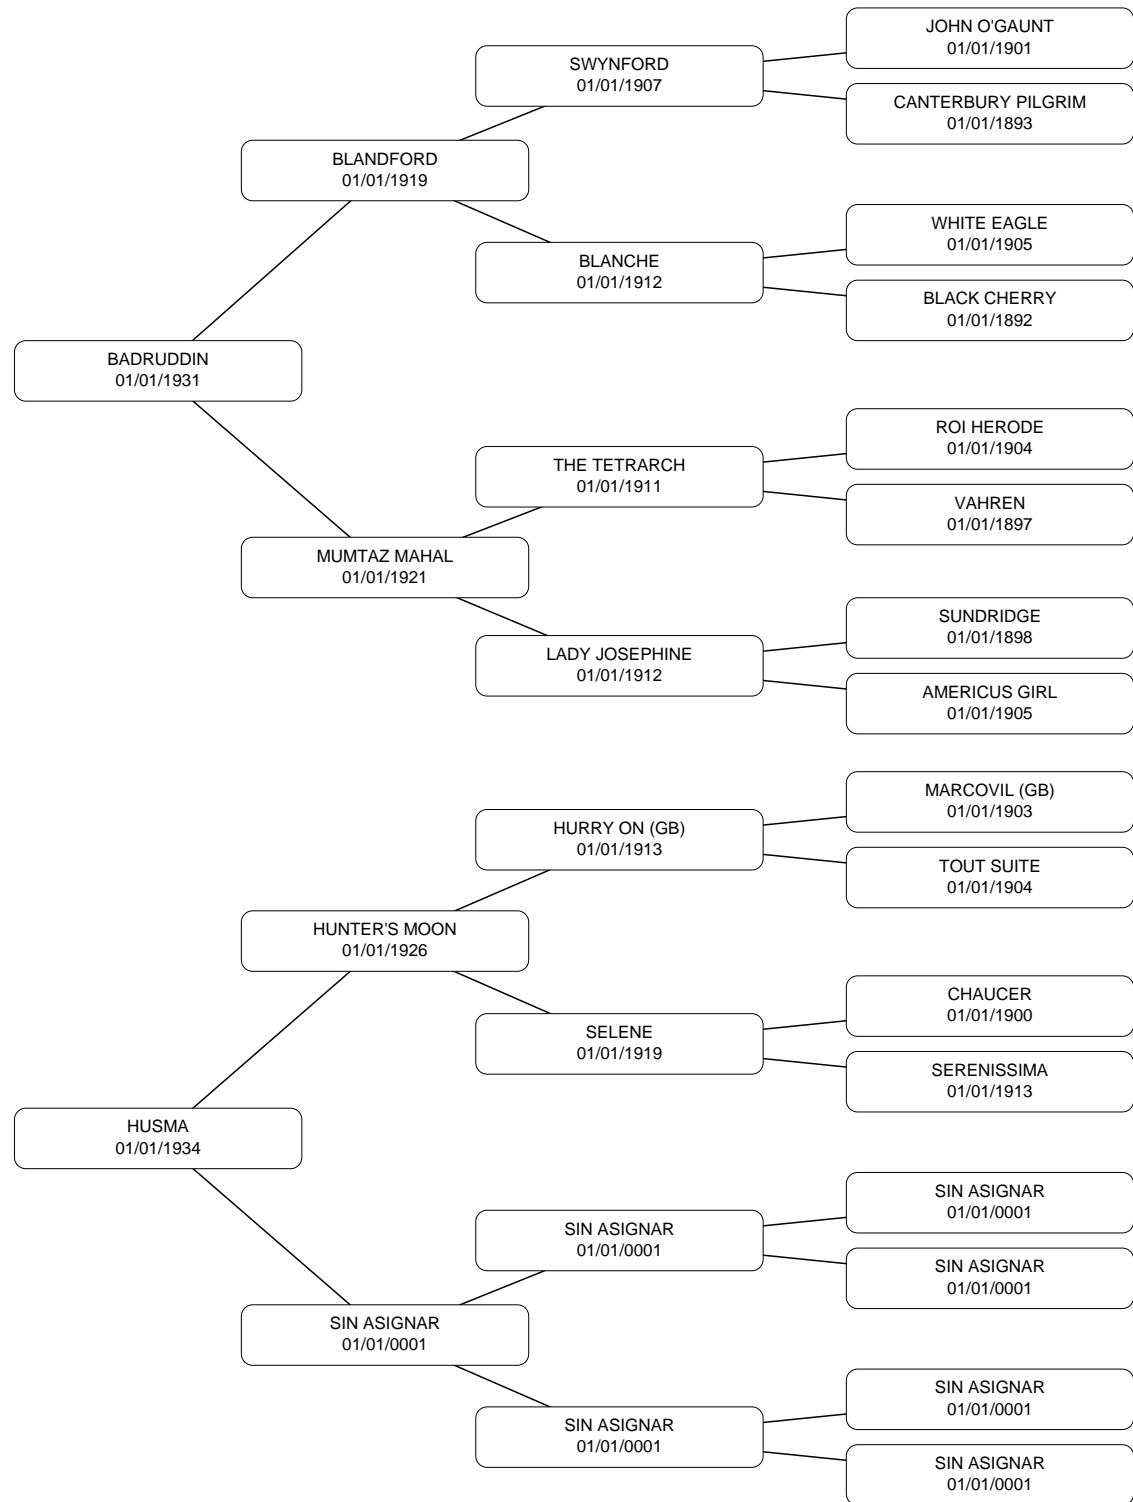 JOHN O'GAUNT
01/01/1901
SWYNFORD
01/01/1907
CANTERBURY PILGRIM
01/01/1893
BLANDFORD
01/01/1919
WHITE EAGLE
01/01/1905
BLANCHE
01/01/1912
BLACK CHERRY
01/01/1892
BADRUDDIN
01/01/1931
ROI HERODE
01/01/1904
THE TETRARCH
01/01/1911
VAHREN
01/01/1897
MUMTAZ MAHAL
01/01/1921
SUNDRIDGE
01/01/1898
LADY JOSEPHINE
01/01/1912
AMERICUS GIRL
01/01/1905
MARCOVIL (GB)
01/01/1903
HURRY ON (GB)
01/01/1913
TOUT SUITE
01/01/1904
HUNTER'S MOON
01/01/1926
CHAUCER
01/01/1900
SELENE
01/01/1919
SERENISSIMA
01/01/1913
HUSMA
01/01/1934
SIN ASIGNAR
01/01/0001
SIN ASIGNAR
01/01/0001
SIN ASIGNAR
01/01/0001
SIN ASIGNAR
01/01/0001
SIN ASIGNAR
01/01/0001
SIN ASIGNAR
01/01/0001
SIN ASIGNAR
01/01/0001